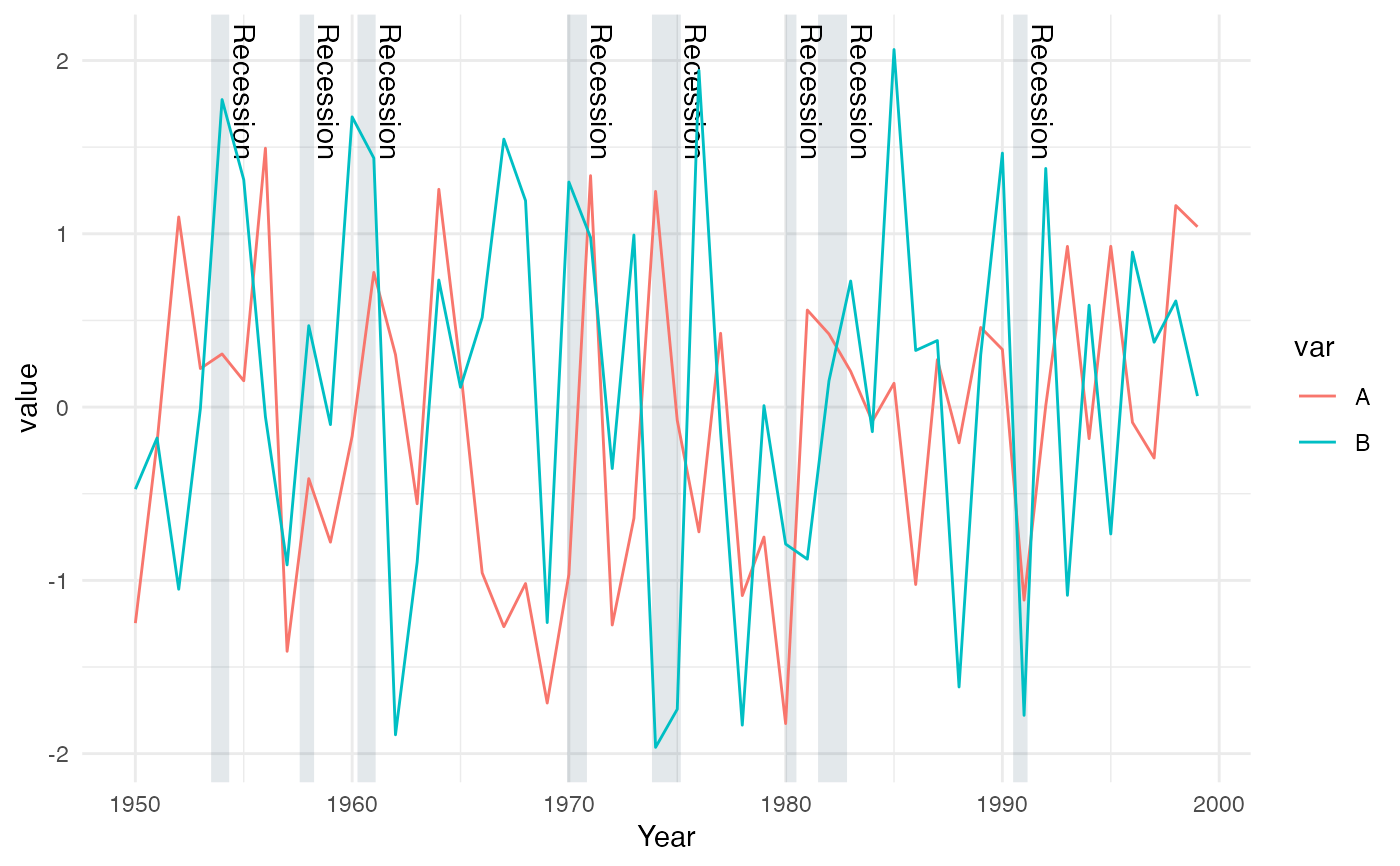 Recession
Recession
Recession
Recession
Recession
Recession
Recession
Recession
2
1
0
-1
-2
value
1950
1960
1970
1980
1990
2000
Year
var
A
B